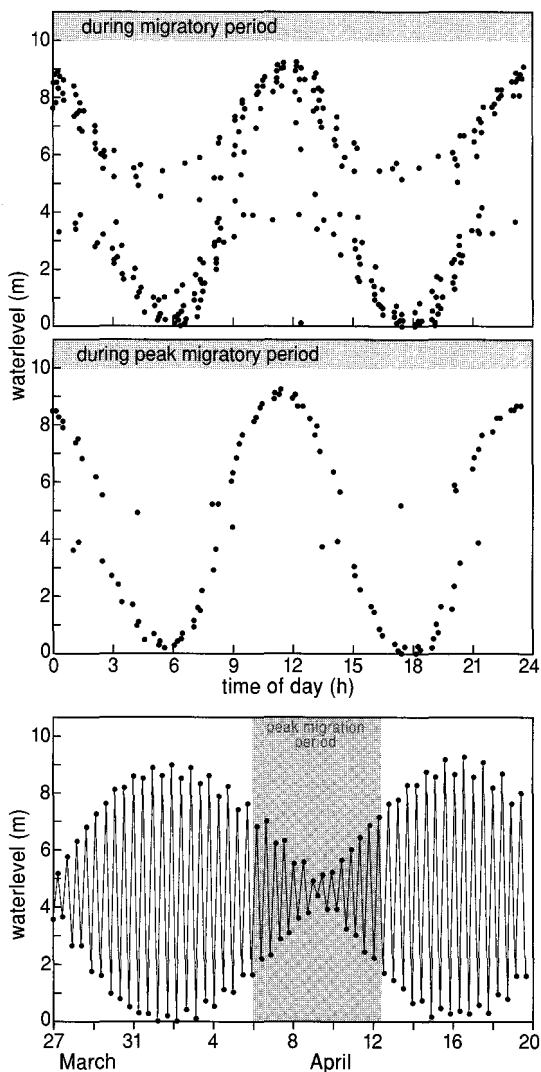 during migratory period
10
8
6
4
2
0
waterlevel (m)
during peak migratory period
10
8
6
4
2
0
0 3 6 9 12 15 18 21 24
time of day (h)
peak migration
period
waterlevel (m)
10
8
6
4
2
0
27 31 4 8 12 16 20
March April